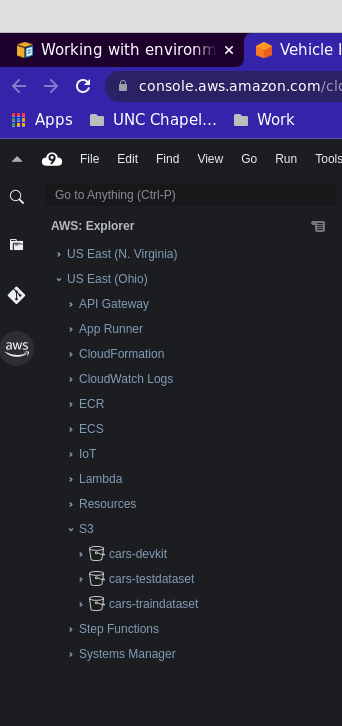 Working with environm
Vehicle I
console.aws.amazon.com/clo
Apps UNC Chapel... Work
9 File Edit Find View Go Run Tools
Go to Anything (Ctrl-P)
AWS: Explorer
US East (N. Virginia)
US East (Ohio)
API Gateway
App Runner
aws
CloudFormation
CloudWatch Logs
ECR
ECS
IoT
Lambda
Resources
S3
cars-devkit
cars-testdataset
cars-traindataset
Step Functions
Systems Manager